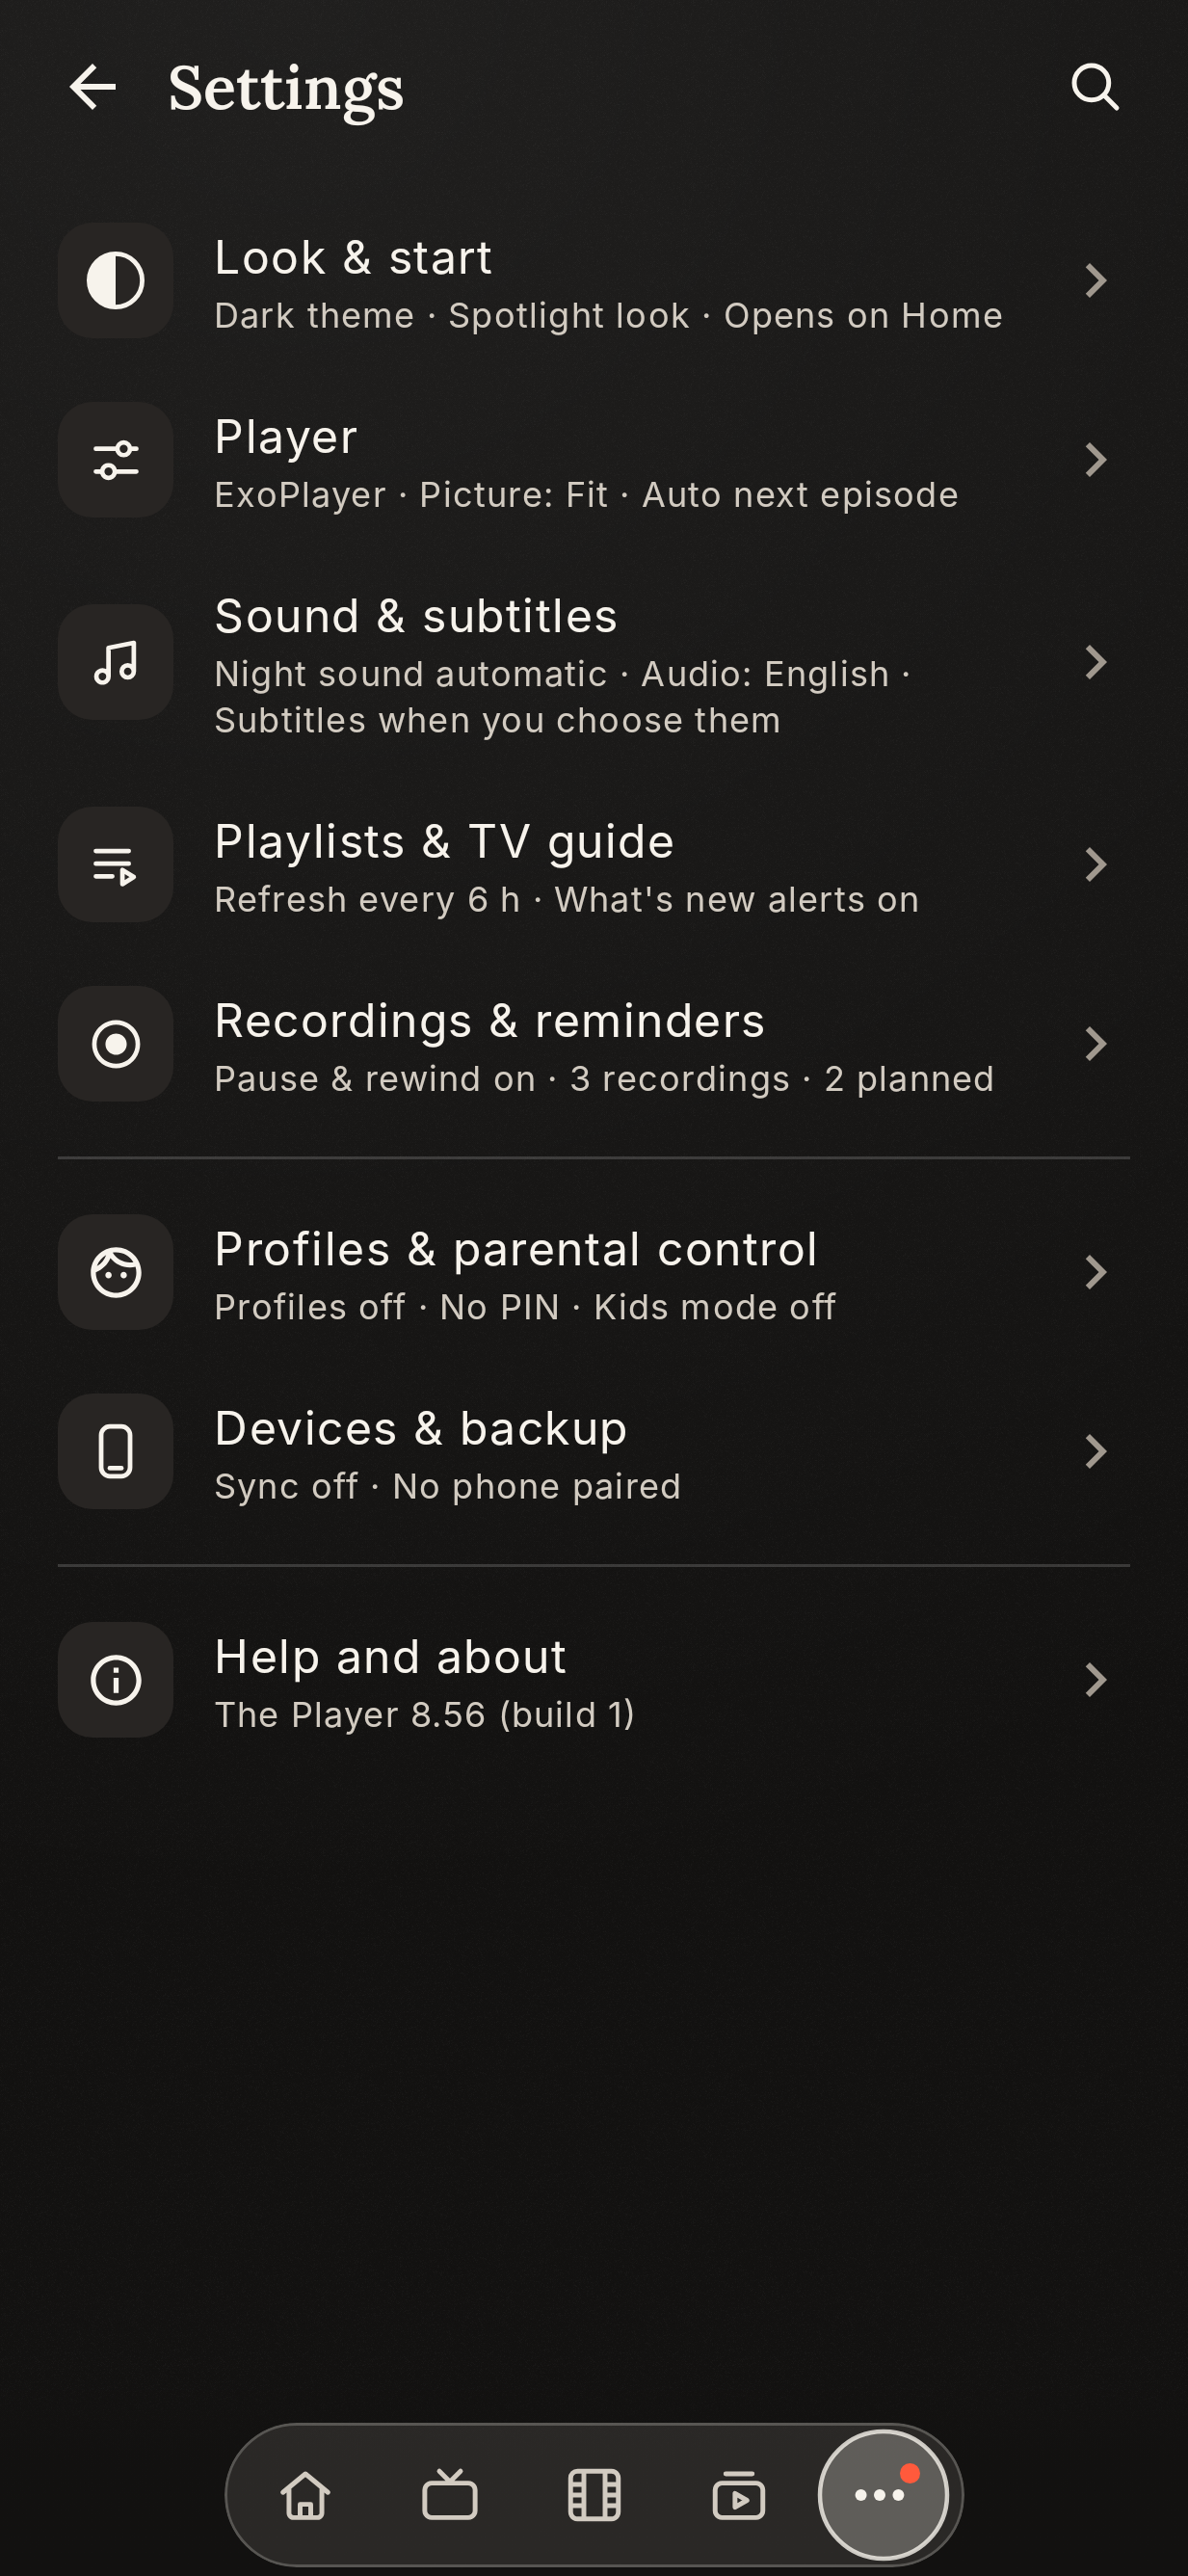 Settings
Look & start
Dark theme · Spotlight look · Opens on Home
Player
ExoPlayer · Picture: Fit · Auto next episode
Sound & subtitles
Night sound automatic · Audio: English ·
Subtitles when you choose them
Playlists & TV guide
Refresh every 6 h · What's new alerts on
Recordings & reminders
Pause & rewind on · 3 recordings · 2 planned
Profiles & parental control
Profiles off · No PIN · Kids mode off
Devices & backup
Sync off · No phone paired
Help and about
The Player 8.56 (build 1)